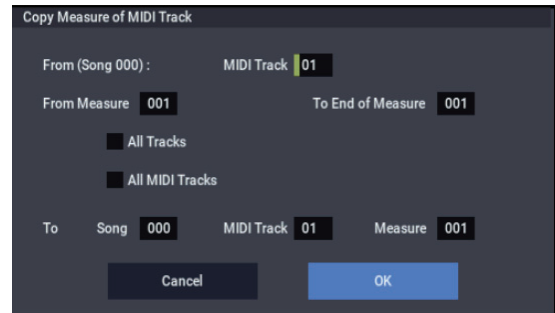 Copy Measure of MIDI Track
From (Song 000) : MIDI Track 01
From Measure 001 To End of Measure 001
All Tracks
All MIDI Tracks
To Song 000 MIDI Track 01 Measure 001
Cancel OK